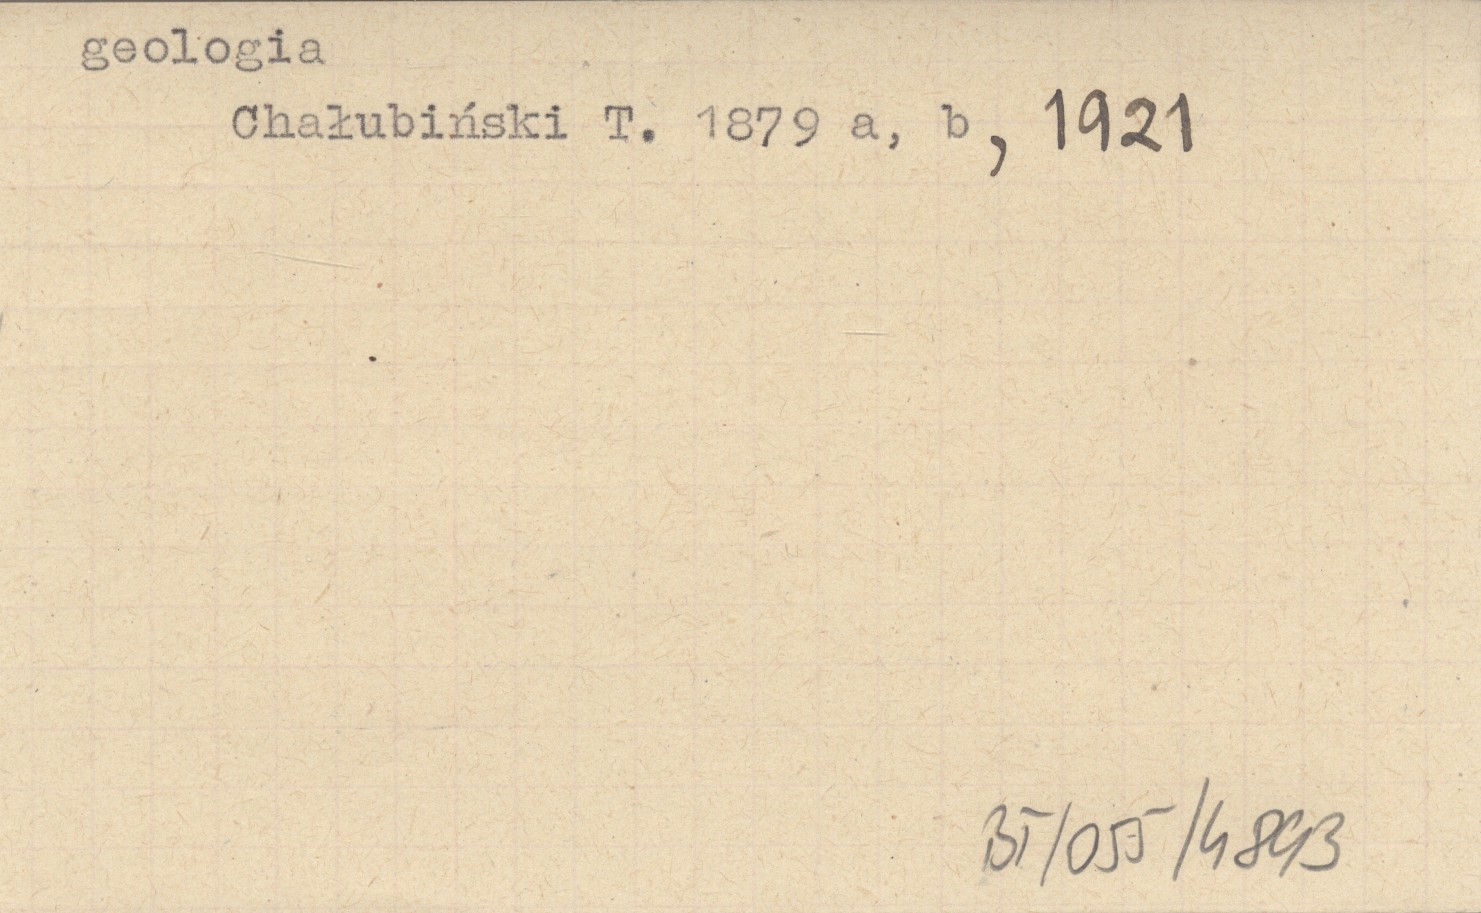 geologia
Chałubiński T. 1879 a, b, 1921
BT/055/4893